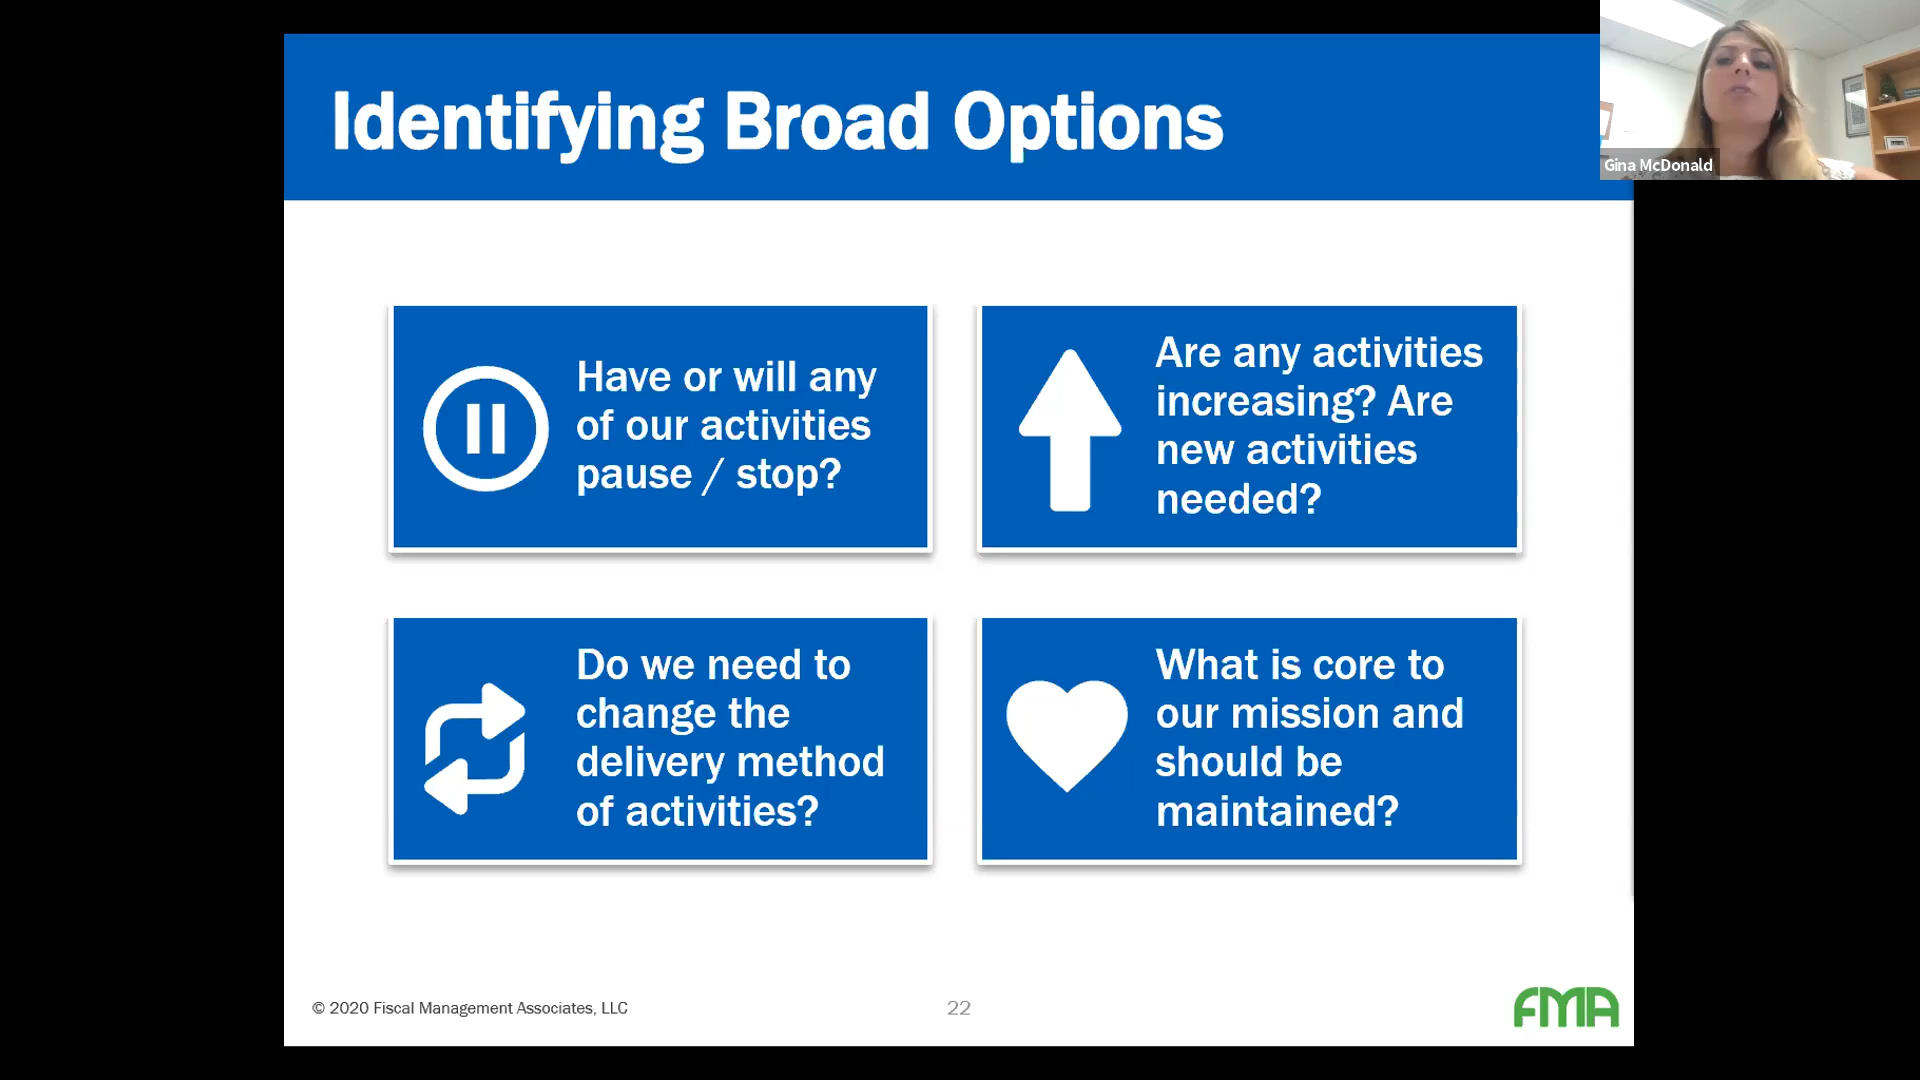 Identifying Broad Options
Gina McDonald
Have or will any
of our activities
pause / stop?
Are any activities
increasing? Are
new activities
needed?
Do we need to
change the
delivery method
of activities?
What is core to
our mission and
should be
maintained?
© 2020 Fiscal Management Associates, LLC
22
FMA